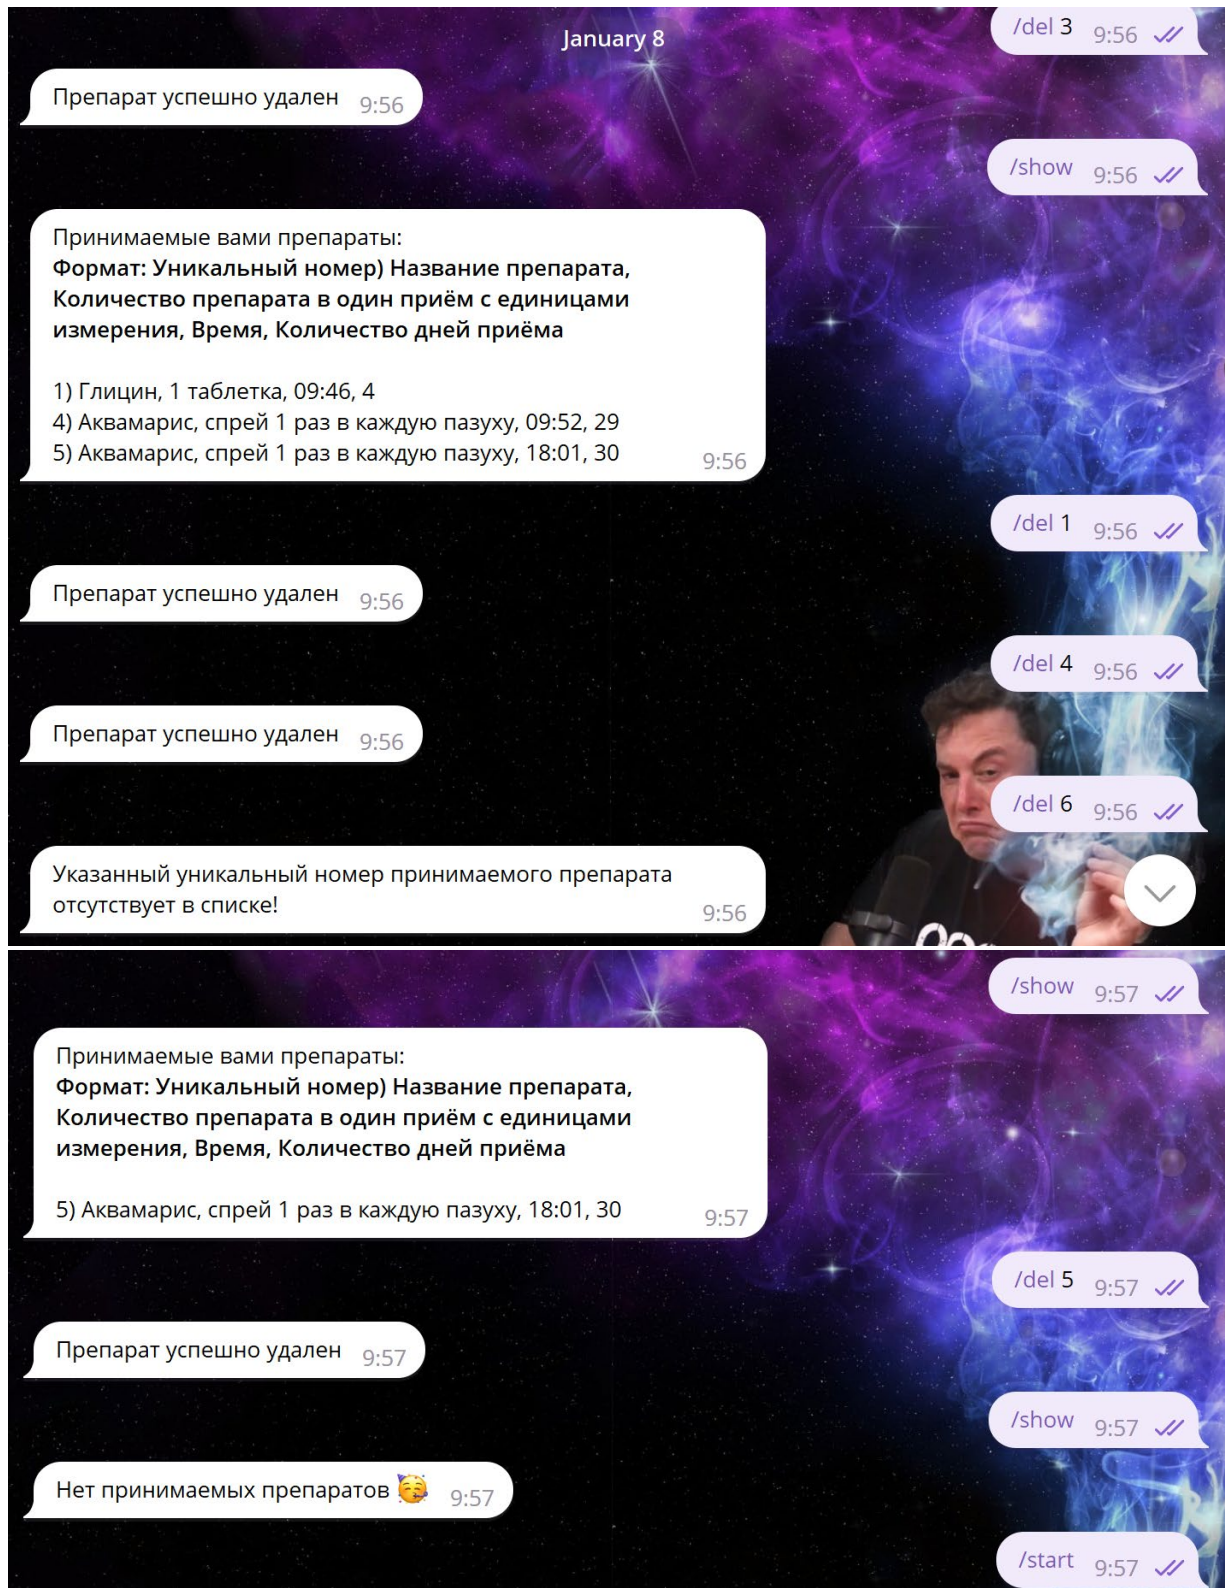 January 8
/del 3 9:56
Препарат успешно удален 9:56
/show 9:56
Принимаемые вами препараты:
Формат: Уникальный номер) Название препарата,
Количество препарата в один приём с единицами
измерения, Время, Количество дней приёма
1) Глицин, 1 таблетка, 09:46, 4
4) Аквамарис, спрей 1 раз в каждую пазуху, 09:52, 29
5) Аквамарис, спрей 1 раз в каждую пазуху, 18:01, 30
9:56
/del 1 9:56
Препарат успешно удален 9:56
/del 4 9:56
Препарат успешно удален 9:56
/del 6 9:56
Указанный уникальный номер принимаемого препарата
отсутствует в списке! 9:56
/show 9:57
Принимаемые вами препараты:
Формат: Уникальный номер) Название препарата,
Количество препарата в один приём с единицами
измерения, Время, Количество дней приёма
5) Аквамарис, спрей 1 раз в каждую пазуху, 18:01, 30
9:57
/del 5 9:57
Препарат успешно удален 9:57
/show 9:57
Нет принимаемых препаратов 🥳 9:57
/start 9:57